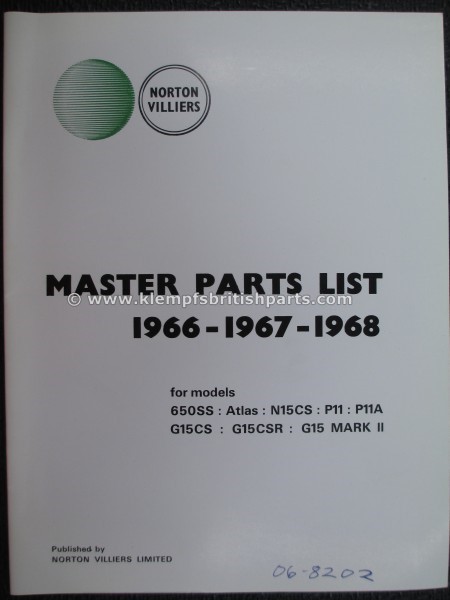 NORTON
VILLIERS
MASTER PARTS LIST
© www.klempfsbritishparts.com
1966-1967-1968
for models
650SS : Atlas : N15CS : P11 : P11A
G15CS : G15CSR : G15 MARK II
Published by
NORTON VILLIERS LIMITED
06-8202